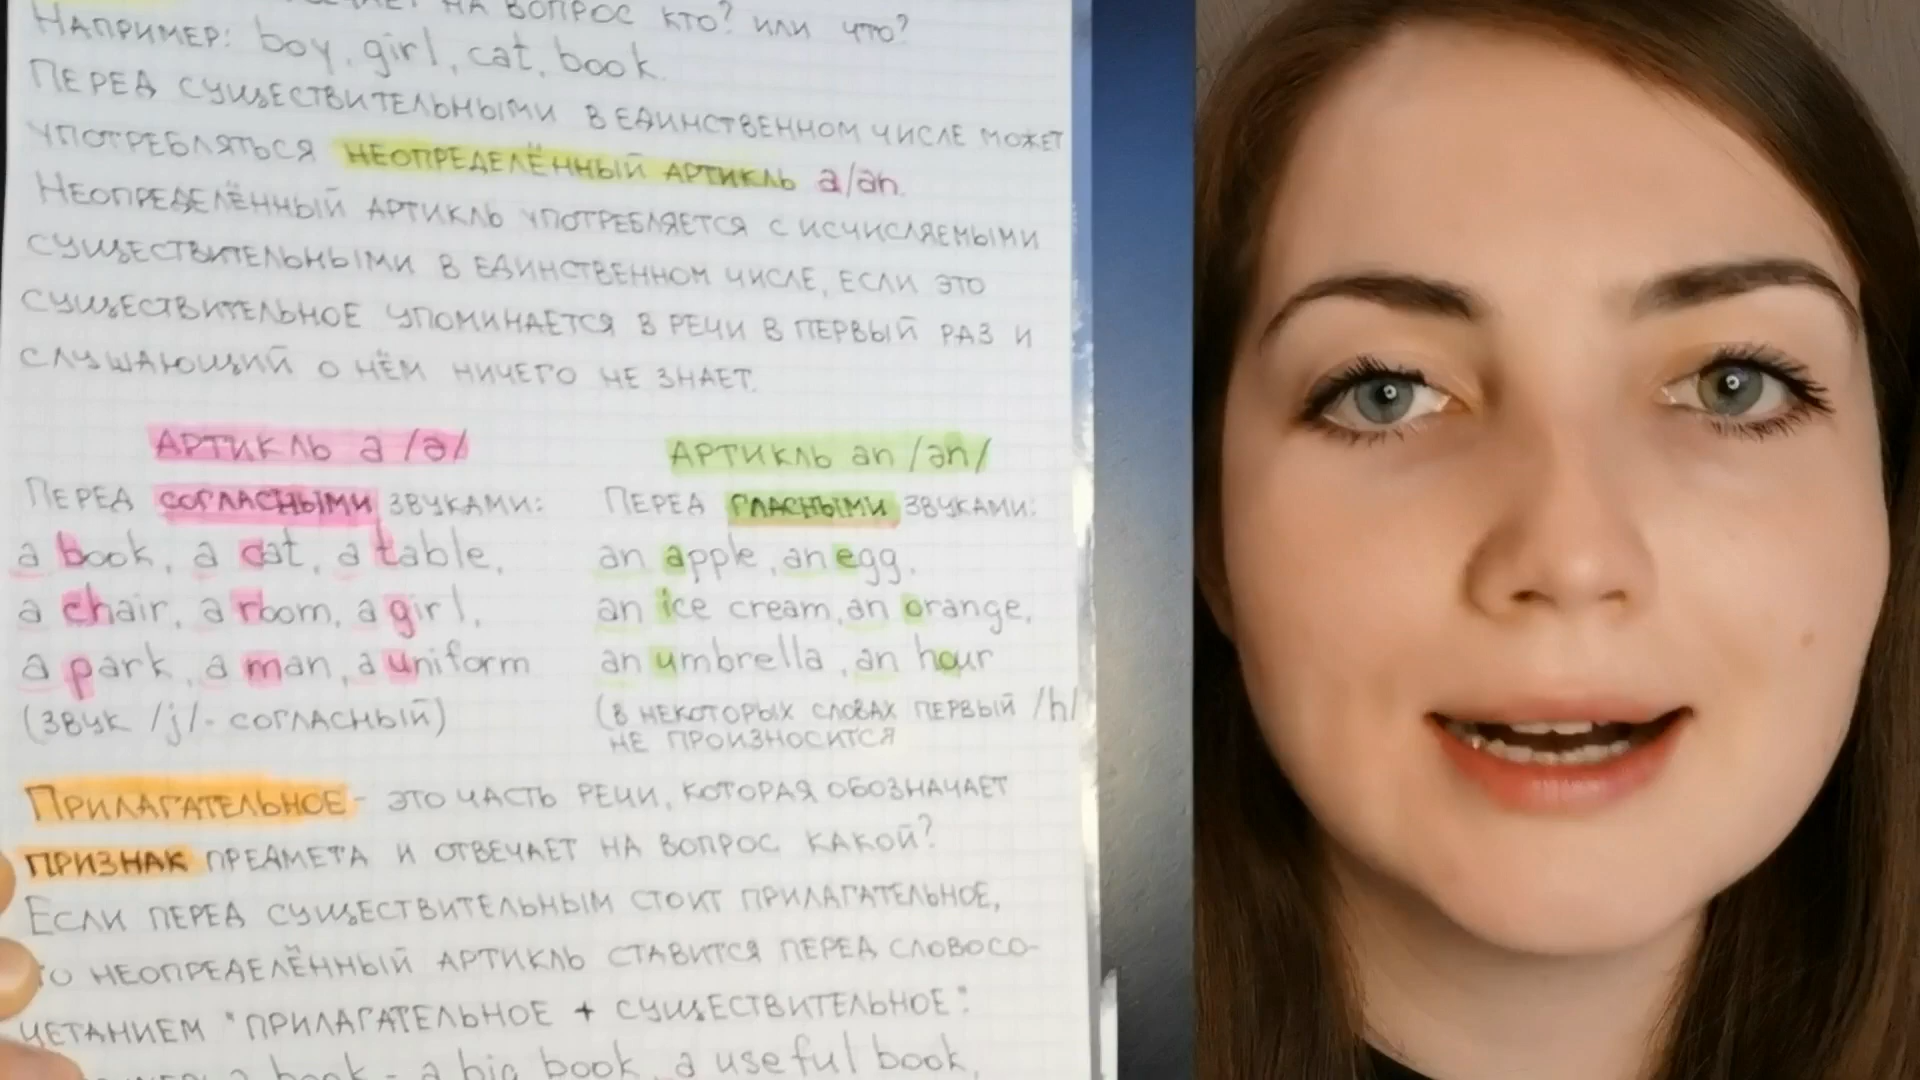 НА ВОПРОС КТО? ИЛИ ЧТО?
НАПРИМЕР: boy, girl, cat, book.
ПЕРЕД СУЩЕСТВИТЕЛЬНЫМИ В ЕДИНСТВЕННОМ ЧИСЛЕ МОЖЕТ
УПОТРЕБЛЯТЬСЯ НЕОПРЕДЕЛЁННЫЙ АРТИКЛЬ a/an.
НЕОПРЕДЕЛЁННЫЙ АРТИКЛЬ УПОТРЕБЛЯЕТСЯ С ИСЧИСЛЯЕМЫМИ
СУЩЕСТВИТЕЛЬНЫМИ В ЕДИНСТВЕННОМ ЧИСЛЕ, ЕСЛИ ЭТО
СУЩЕСТВИТЕЛЬНОЕ УПОМИНАЕТСЯ В РЕЧИ В ПЕРВЫЙ РАЗ И
СЛУШАЮЩИЙ О НЁМ НИЧЕГО НЕ ЗНАЕТ.
АРТИКЛЬ a /ə/
ПЕРЕД СОГЛАСНЫМИ ЗВУКАМИ:
a book, a cat, a table,
a chair, a room, a girl,
a park, a man, a uniform
(ЗВУК /j/ - СОГЛАСНЫЙ)
АРТИКЛЬ an /ən/
ПЕРЕД ГЛАСНЫМИ ЗВУКАМИ:
an apple, an egg,
an ice cream, an orange,
an umbrella, an hour
(В НЕКОТОРЫХ СЛОВАХ ПЕРВЫЙ /h/
НЕ ПРОИЗНОСИТСЯ
ПРИЛАГАТЕЛЬНОЕ - ЭТО ЧАСТЬ РЕЧИ, КОТОРАЯ ОБОЗНАЧАЕТ
ПРИЗНАК ПРЕДМЕТА И ОТВЕЧАЕТ НА ВОПРОС КАКОЙ?
ЕСЛИ ПЕРЕД СУЩЕСТВИТЕЛЬНЫМ СТОИТ ПРИЛАГАТЕЛЬНОЕ,
ТО НЕОПРЕДЕЛЁННЫЙ АРТИКЛЬ СТАВИТСЯ ПЕРЕД СЛОВОСО-
ЧЕТАНИЕМ "ПРИЛАГАТЕЛЬНОЕ + СУЩЕСТВИТЕЛЬНОЕ":
a book - a big book, a useful book,